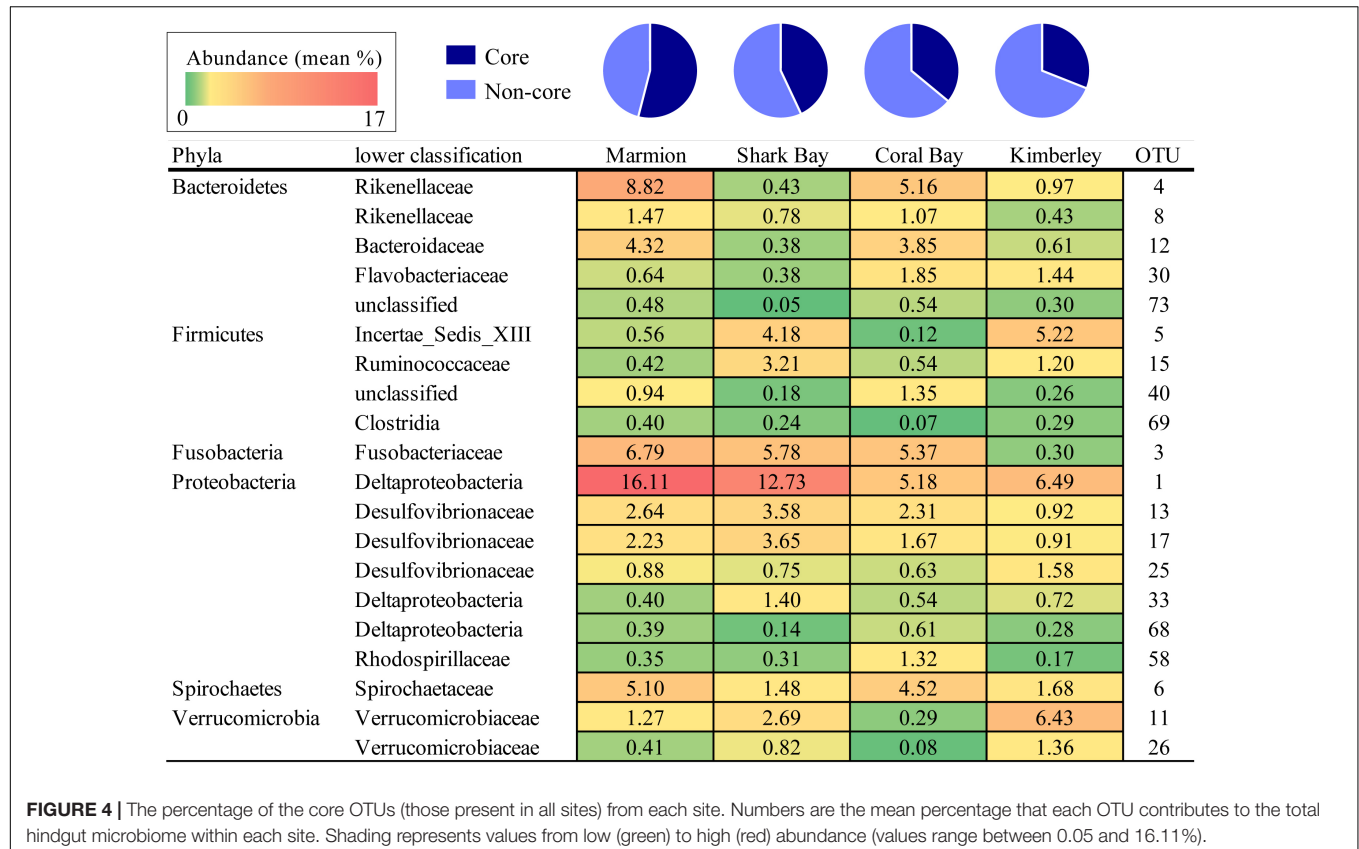 Abundance (mean %)
0 17
Core
Non-core
Phyla lower classification Marmion Shark Bay Coral Bay Kimberley OTU
Bacteroidetes Rikenellaceae 8.82 0.43 5.16 0.97 4
Rikenellaceae 1.47 0.78 1.07 0.43 8
Bacteroidaceae 4.32 0.38 3.85 0.61 12
Flavobacteriaceae 0.64 0.38 1.85 1.44 30
unclassified 0.48 0.05 0.54 0.30 73
Firmicutes Incertae_Sedis_XIII 0.56 4.18 0.12 5.22 5
Ruminococcaceae 0.42 3.21 0.54 1.20 15
unclassified 0.94 0.18 1.35 0.26 40
Clostridia 0.40 0.24 0.07 0.29 69
Fusobacteria Fusobacteriaceae 6.79 5.78 5.37 0.30 3
Proteobacteria Deltaproteobacteria 16.11 12.73 5.18 6.49 1
Desulfovibrionaceae 2.64 3.58 2.31 0.92 13
Desulfovibrionaceae 2.23 3.65 1.67 0.91 17
Desulfovibrionaceae 0.88 0.75 0.63 1.58 25
Deltaproteobacteria 0.40 1.40 0.54 0.72 33
Deltaproteobacteria 0.39 0.14 0.61 0.28 68
Rhodospirillaceae 0.35 0.31 1.32 0.17 58
Spirochaetes Spirochaetaceae 5.10 1.48 4.52 1.68 6
Verrucomicrobia Verrucomicrobiaceae 1.27 2.69 0.29 6.43 11
Verrucomicrobiaceae 0.41 0.82 0.08 1.36 26
FIGURE 4 | The percentage of the core OTUs (those present in all sites) from each site. Numbers are the mean percentage that each OTU contributes to the total
hindgut microbiome within each site. Shading represents values from low (green) to high (red) abundance (values range between 0.05 and 16.11%).